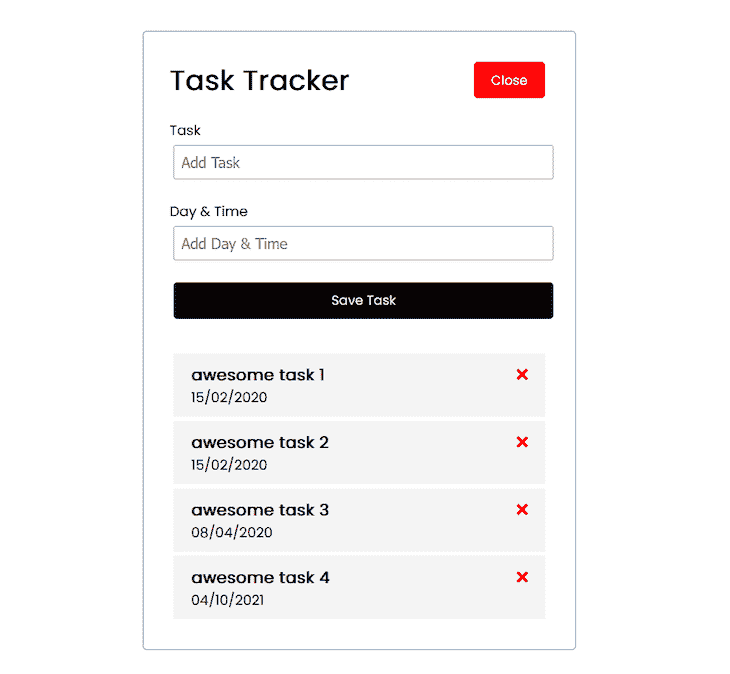 Task Tracker
Close
Task
Add Task
Day & Time
Add Day & Time
Save Task
awesome task 1
15/02/2020
awesome task 2
15/02/2020
awesome task 3
08/04/2020
awesome task 4
04/10/2021